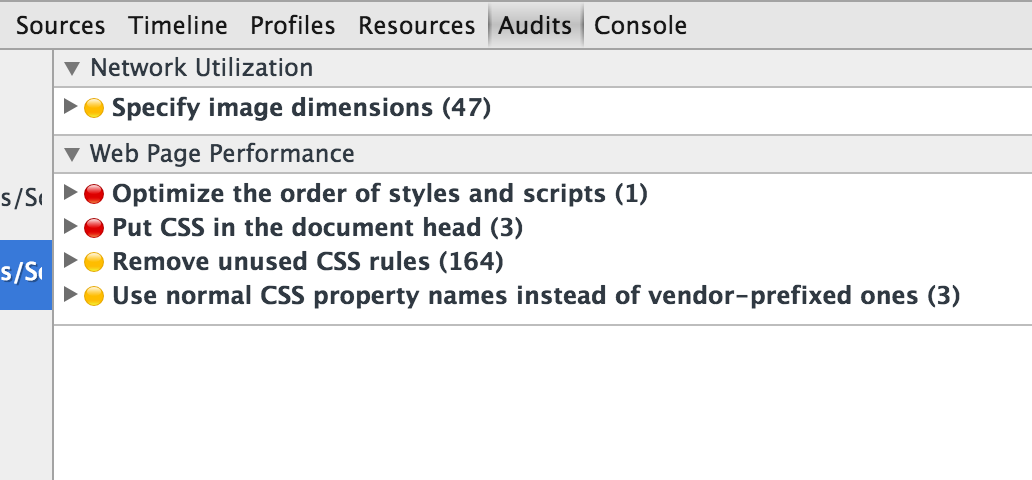 Sources Timeline Profiles Resources Audits Console
Network Utilization
Specify image dimensions (47)
Web Page Performance
Optimize the order of styles and scripts (1)
s/So
Put CSS in the document head (3)
Remove unused CSS rules (164)
s/So
Use normal CSS property names instead of vendor-prefixed ones (3)